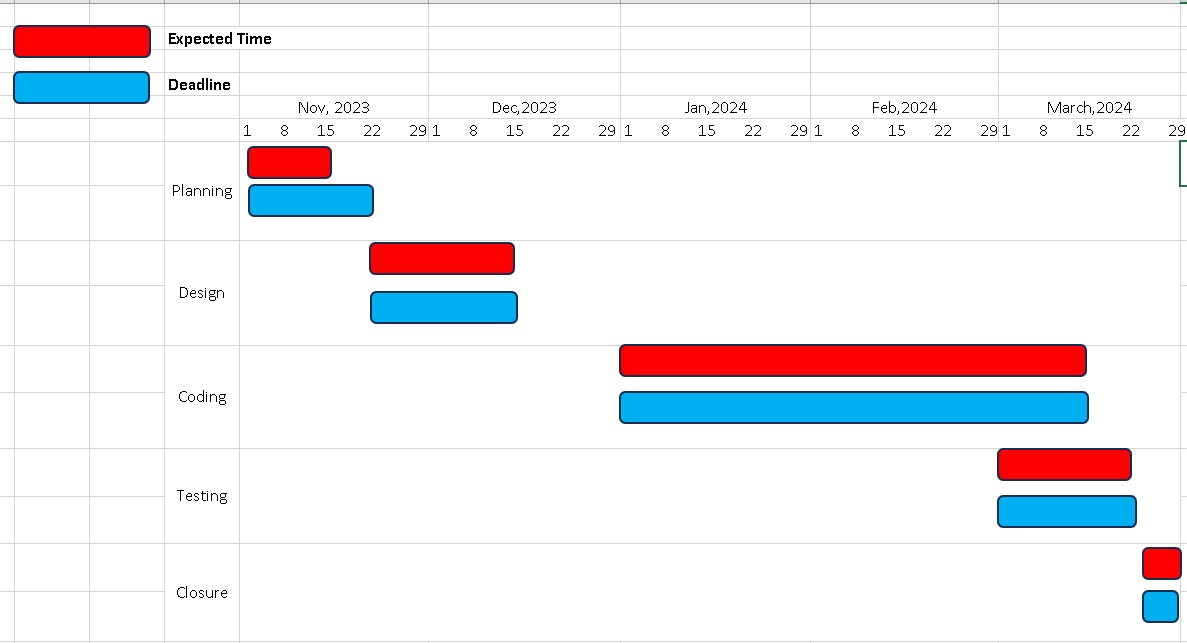 Expected Time
Deadline
Nov, 2023 Dec,2023 Jan,2024 Feb,2024 March,2024
1 8 15 22 29 1 8 15 22 29 1 8 15 22 29 1 8 15 22 29 1 8 15 22 29
Planning
Design
Coding
Testing
Closure